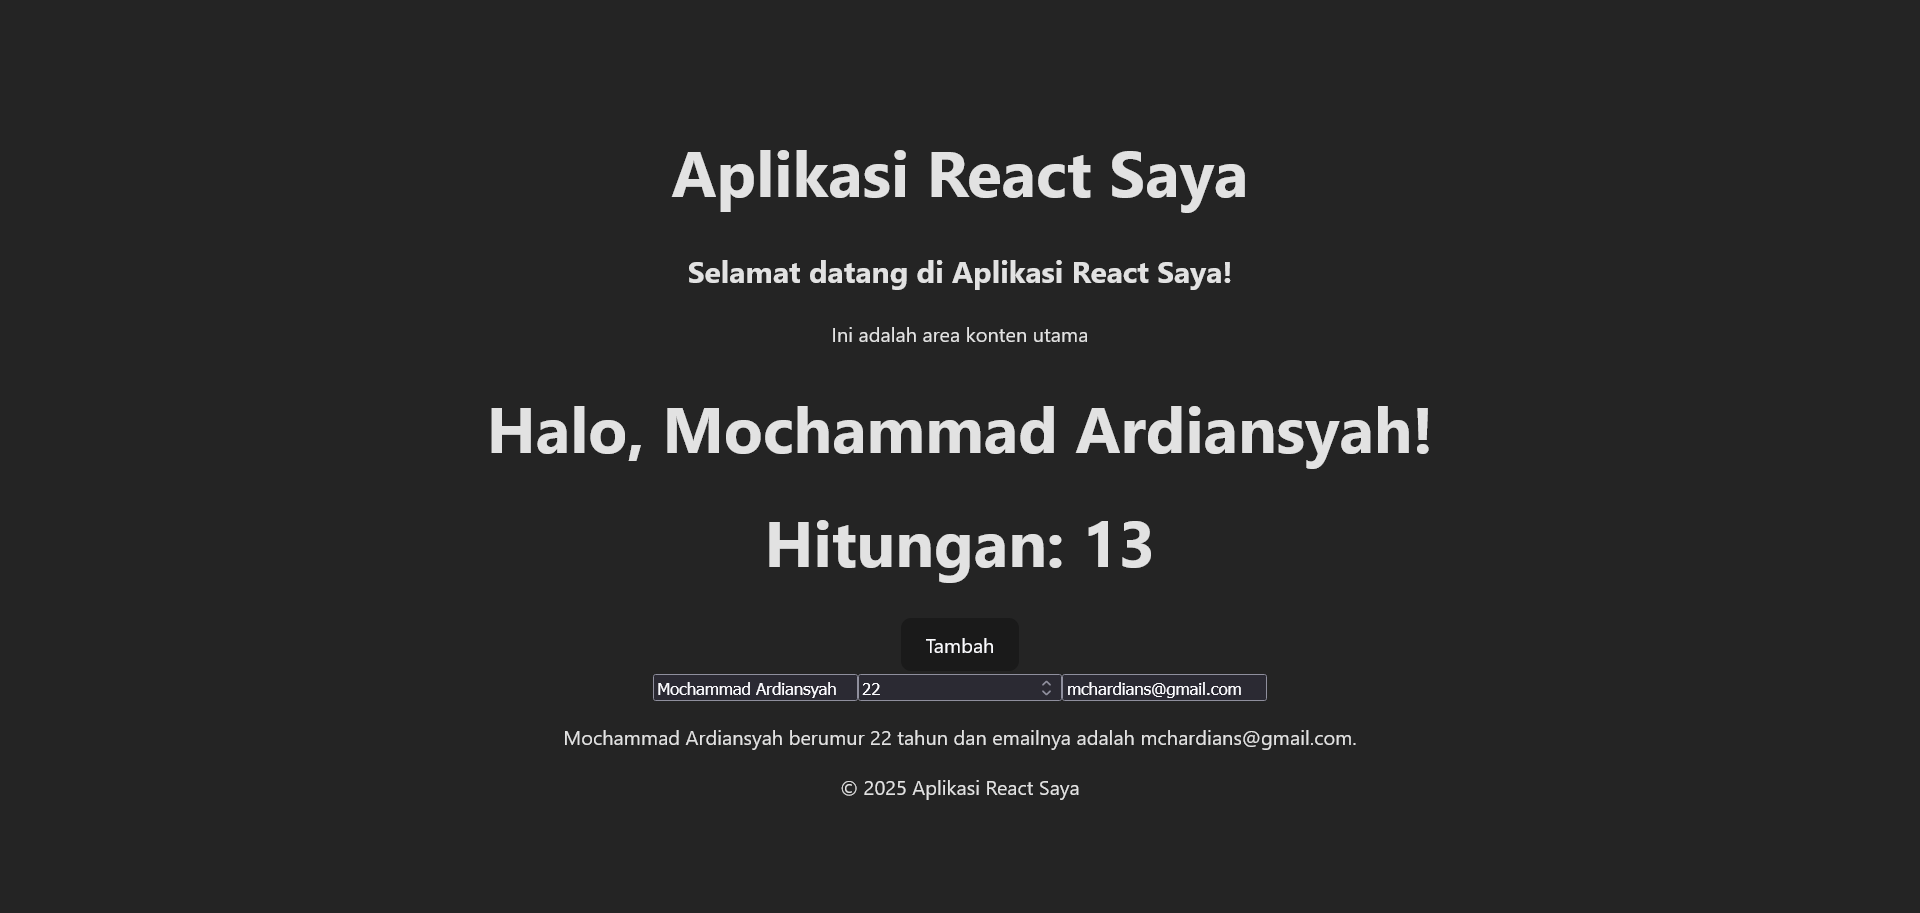 Aplikasi React Saya
Selamat datang di Aplikasi React Saya!
Ini adalah area konten utama
Halo, Mochammad Ardiansyah!
Hitungan: 13
Tambah
Mochammad Ardiansyah 22 mchardians@gmail.com
Mochammad Ardiansyah berumur 22 tahun dan emailnya adalah mchardians@gmail.com.
© 2025 Aplikasi React Saya